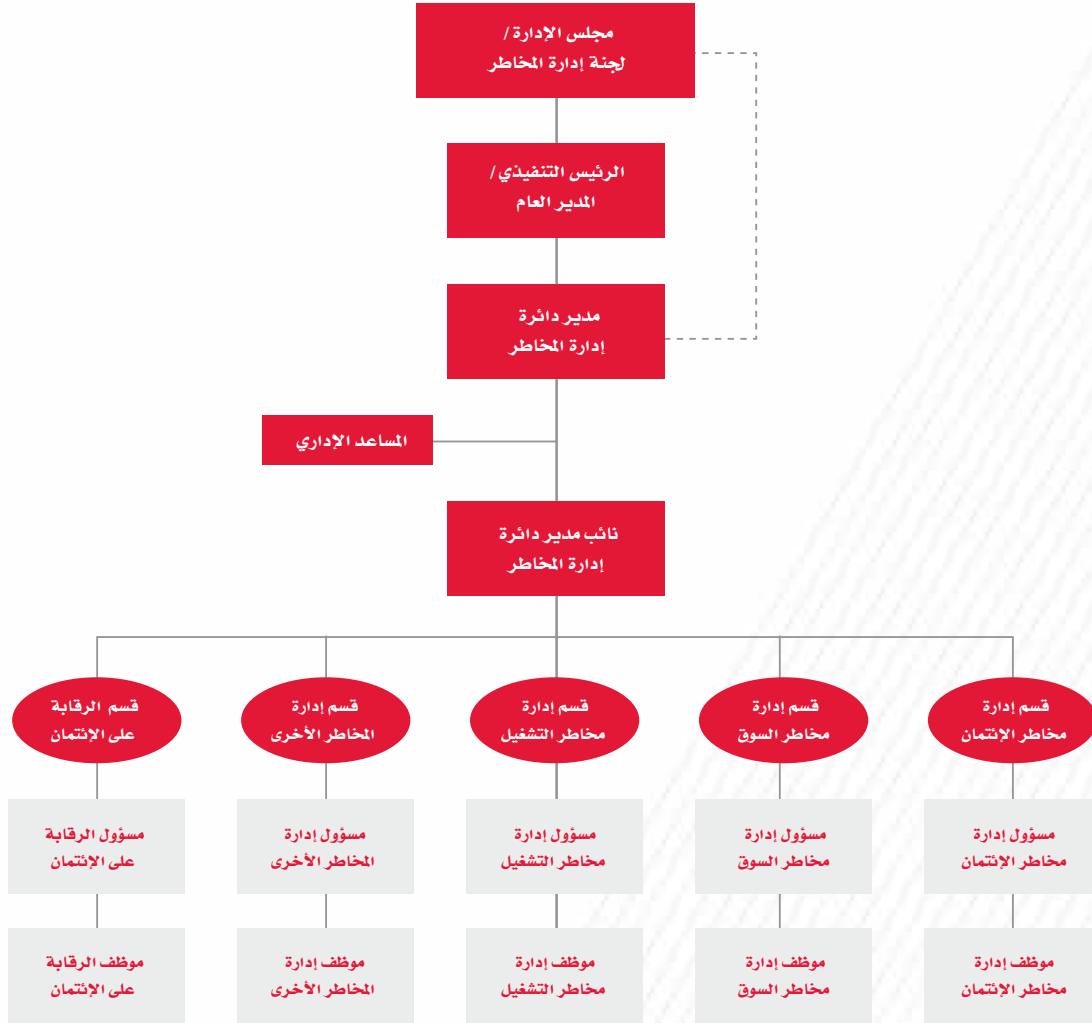 مجلس الإدارة /
لجنة إدارة المخاطر
الرئيس التنفيذي /
المدير العام
مدير دائرة
إدارة المخاطر
المساعد الإداري
نائب مدير دائرة
إدارة المخاطر
قسم إدارة
مخاطر الإئتمان
قسم إدارة
مخاطر السوق
قسم إدارة
مخاطر التشغيل
قسم إدارة
المخاطر الأخرى
قسم الرقابة
على الإئتمان
مسؤول إدارة
مخاطر الإئتمان
مسؤول إدارة
مخاطر السوق
مسؤول إدارة
مخاطر التشغيل
مسؤول إدارة
المخاطر الأخرى
مسؤول الرقابة
على الإئتمان
موظف إدارة
مخاطر الإئتمان
موظف إدارة
مخاطر السوق
موظف إدارة
مخاطر التشغيل
موظف إدارة
المخاطر الأخرى
موظف الرقابة
على الإئتمان